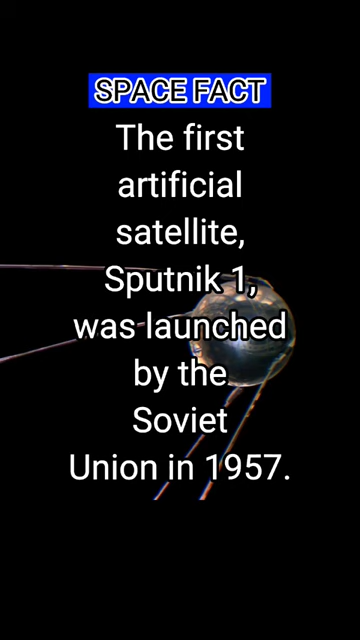 SPACE FACT
The first
artificial
satellite,
Sputnik 1,
was launched
by the
Soviet
Union in 1957.